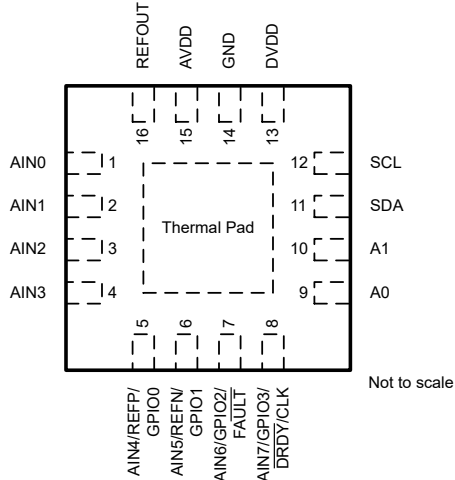 REFOUT
AVDD
GND
DVDD
16
15
14
13
AIN0 1
12 SCL
AIN1 2
11 SDA
Thermal Pad
AIN2 3
10 A1
AIN3 4
9 A0
5
6
7
8
AIN4/REFP/
GPIO0
AIN5/REFN/
GPIO1
AIN6/GPIO2/
FAULT
AIN7/GPIO3/
DRDY/CLK
Not to scale